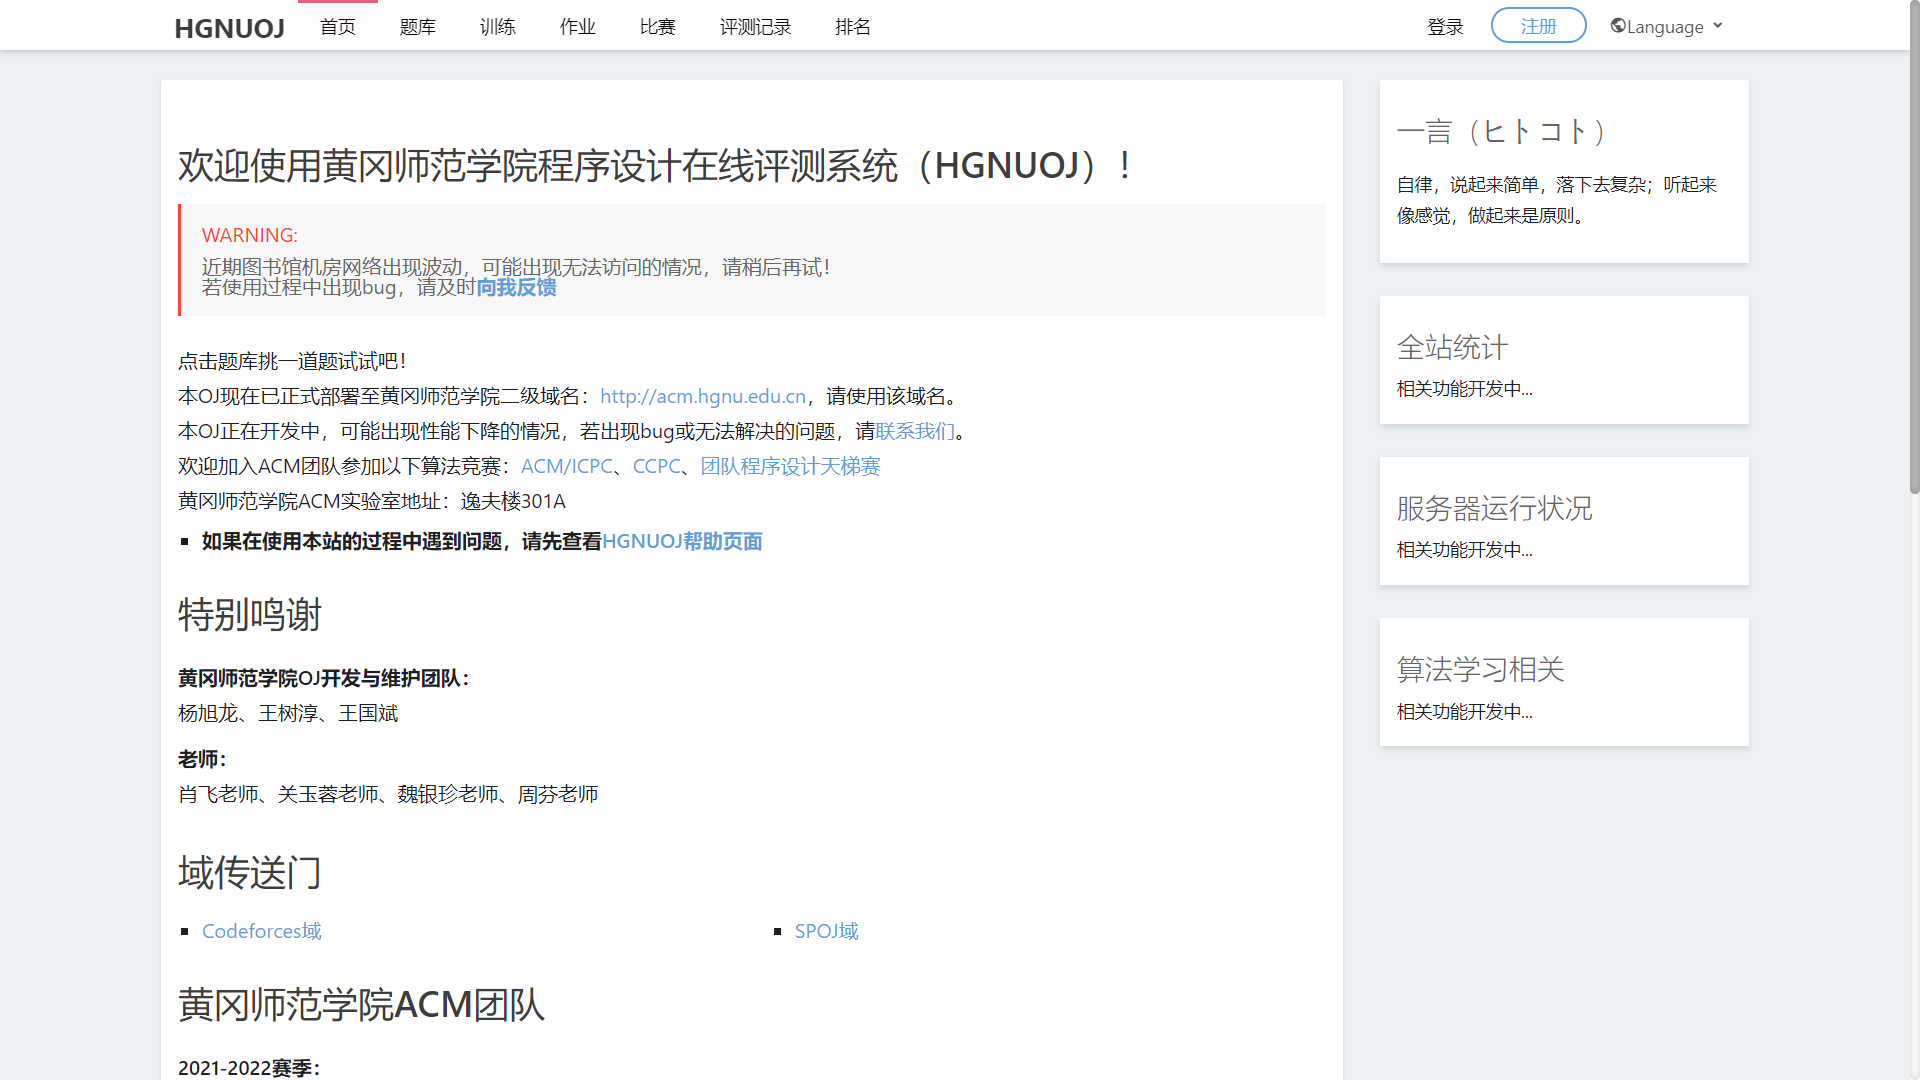 HGNUOJ 首页 题库 训练 作业 比赛 评测记录 排名 登录 注册 Language
欢迎使用黄冈师范学院程序设计在线评测系统（HGNUOJ）！
WARNING:
近期图书馆机房网络出现波动，可能出现无法访问的情况，请稍后再试！
若使用过程中出现bug，请及时向我反馈
点击题库挑一道题试试吧！
本OJ现在已正式部署至黄冈师范学院二级域名：http://acm.hgnu.edu.cn，请使用该域名。
本OJ正在开发中，可能出现性能下降的情况，若出现bug或无法解决的问题，请联系我们。
欢迎加入ACM团队参加以下算法竞赛：ACM/ICPC、CCPC、团队程序设计天梯赛
黄冈师范学院ACM实验室地址：逸夫楼301A
如果在使用本站的过程中遇到问题，请先查看HGNUOJ帮助页面
特别鸣谢
黄冈师范学院OJ开发与维护团队：
杨旭龙、王树淳、王国斌
老师：
肖飞老师、关玉蓉老师、魏银珍老师、周芬老师
域传送门
Codeforces域
SPOJ域
黄冈师范学院ACM团队
2021-2022赛季：
一言（ヒトコト）
自律，说起来简单，落下去复杂；听起来
像感觉，做起来是原则。
全站统计
相关功能开发中...
服务器运行状况
相关功能开发中...
算法学习相关
相关功能开发中...